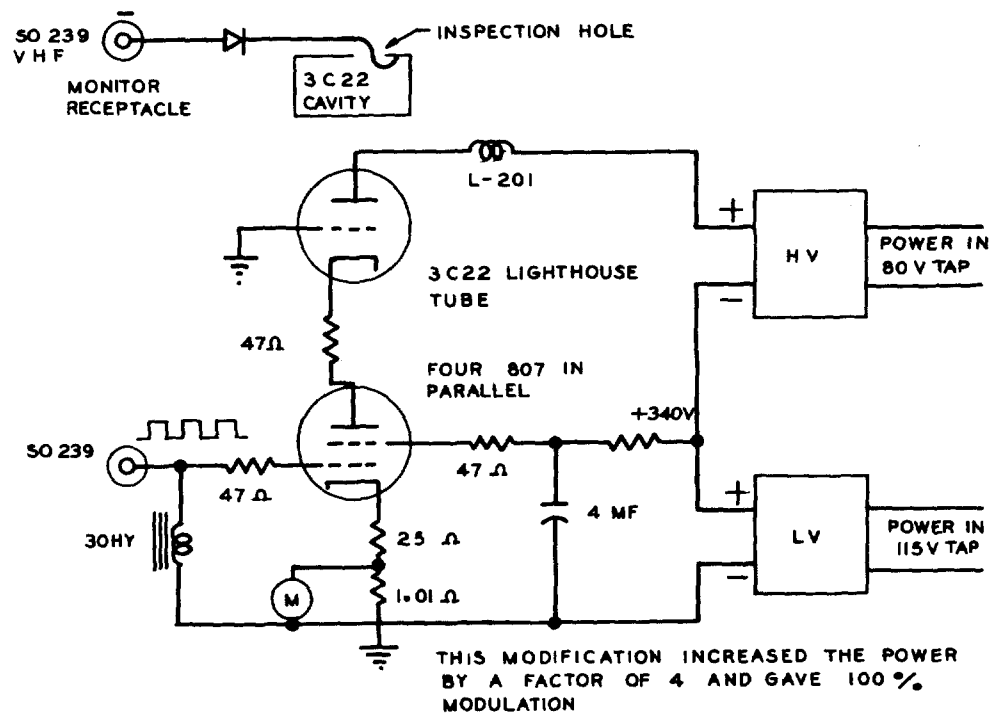 SO 239
VHF
MONITOR
RECEPTACLE
INSPECTION HOLE
3C22
CAVITY
L-201
3C22 LIGHTHOUSE
TUBE
+
HV
−
POWER IN
80V TAP
47Ω
FOUR 807 IN
PARALLEL
+340V
SO 239
47 Ω
47 Ω
30HY
25 Ω
4 MF
+
LV
−
POWER IN
115V TAP
M
1.01 Ω
THIS MODIFICATION INCREASED THE POWER
BY A FACTOR OF 4 AND GAVE 100 %
MODULATION